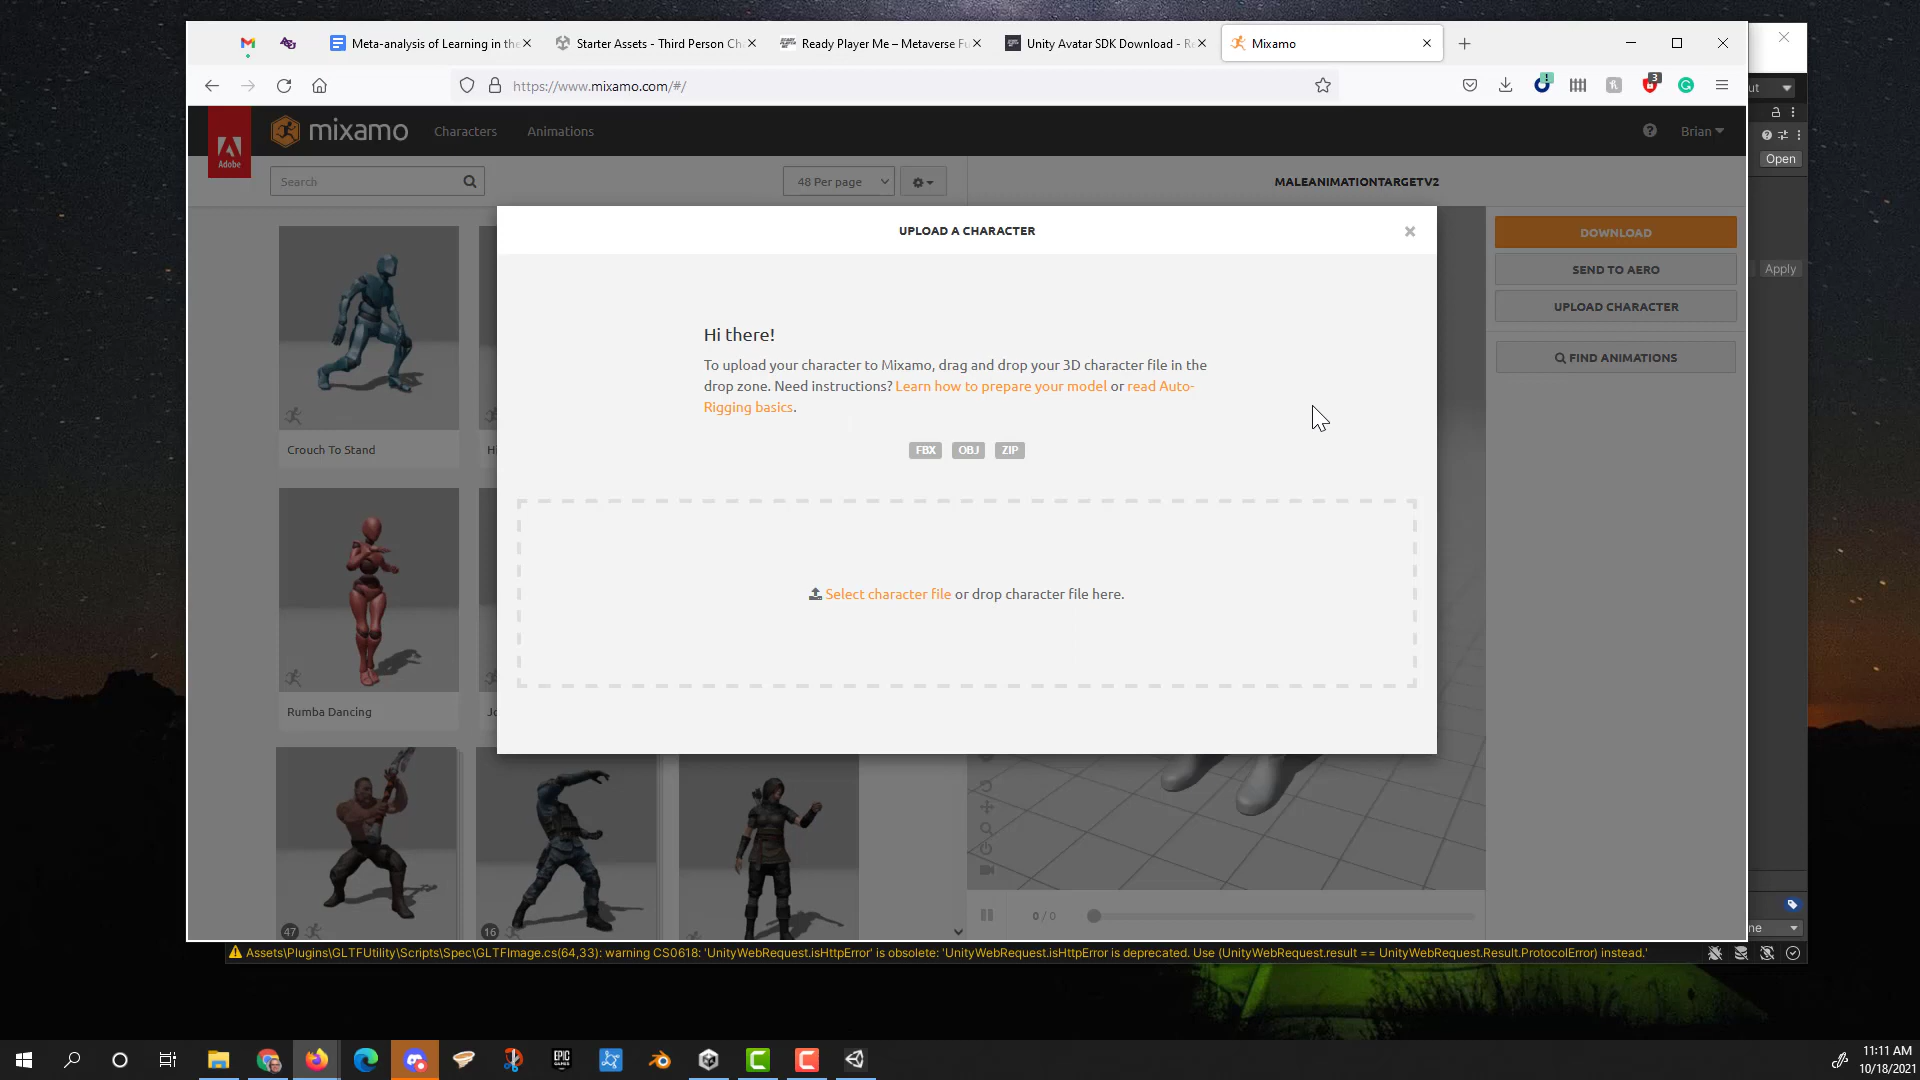 Meta-analysis of Learning in the
Starter Assets - Third Person Ch
Ready Player Me – Metaverse Fu
Unity Avatar SDK Download - Re
Mixamo
https://www.mixamo.com/#/
3
Adobe
mixamo
Characters
Animations
Brian
Open
Search
48 Per page
MALEANIMATIONTARGETV2
UPLOAD A CHARACTER
DOWNLOAD
SEND TO AERO
Apply
UPLOAD CHARACTER
FIND ANIMATIONS
Hi there!
To upload your character to Mixamo, drag and drop your 3D character file in the
drop zone. Need instructions? Learn how to prepare your model or read Auto-
Rigging basics.
FBX OBJ ZIP
Crouch To Stand
Select character file or drop character file here.
Rumba Dancing
47
16
0 / 0
Assets\Plugins\GLTFUtility\Scripts\Spec\GLTFImage.cs(64,33): warning CS0618: 'UnityWebRequest.isHttpError' is obsolete: 'UnityWebRequest.isHttpError is deprecated. Use (UnityWebRequest.result == UnityWebRequest.Result.ProtocolError) instead.'
EPIC
GAMES
11:11 AM
10/18/2021